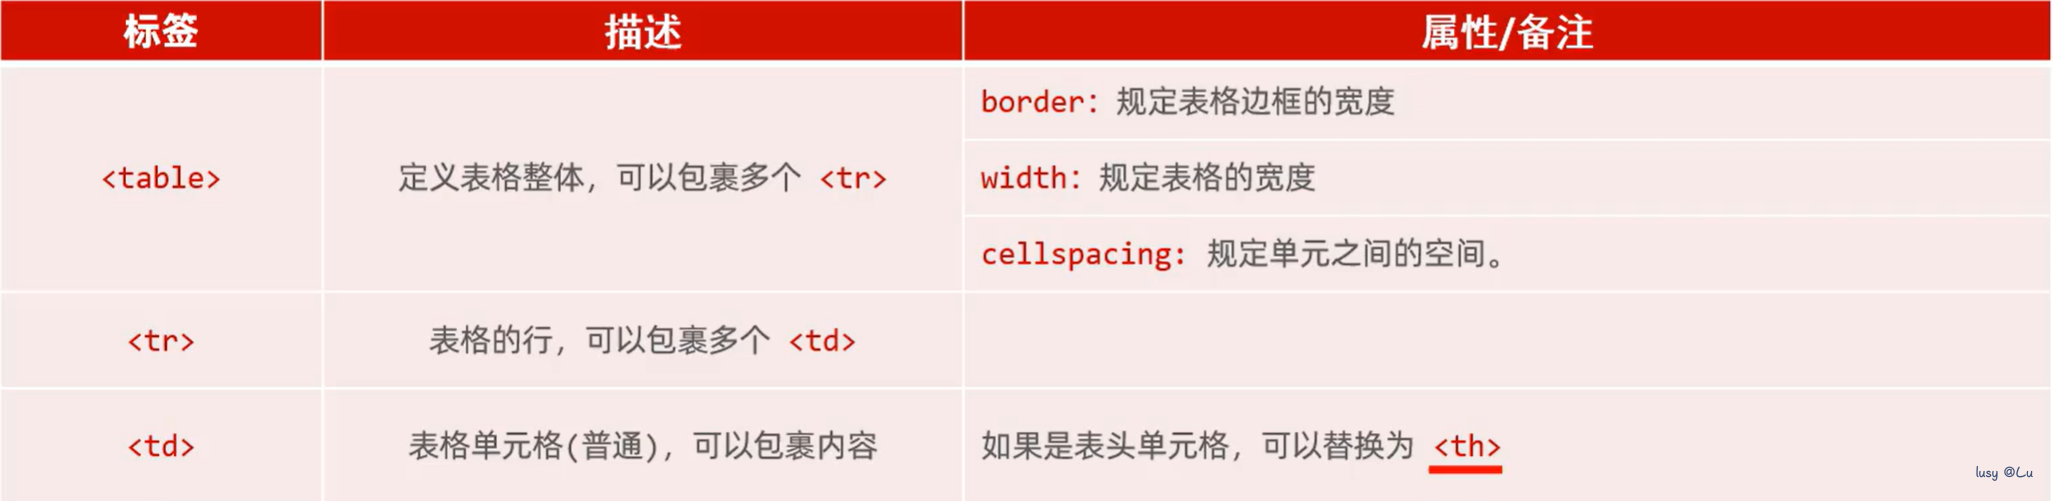 标签 描述 属性/备注
<table> 定义表格整体，可以包裹多个 <tr> border：规定表格边框的宽度
width：规定表格的宽度
cellspacing: 规定单元之间的空间。
<tr> 表格的行，可以包裹多个 <td>
<td> 表格单元格(普通)，可以包裹内容 如果是表头单元格，可以替换为 <th>
lusy @Lu